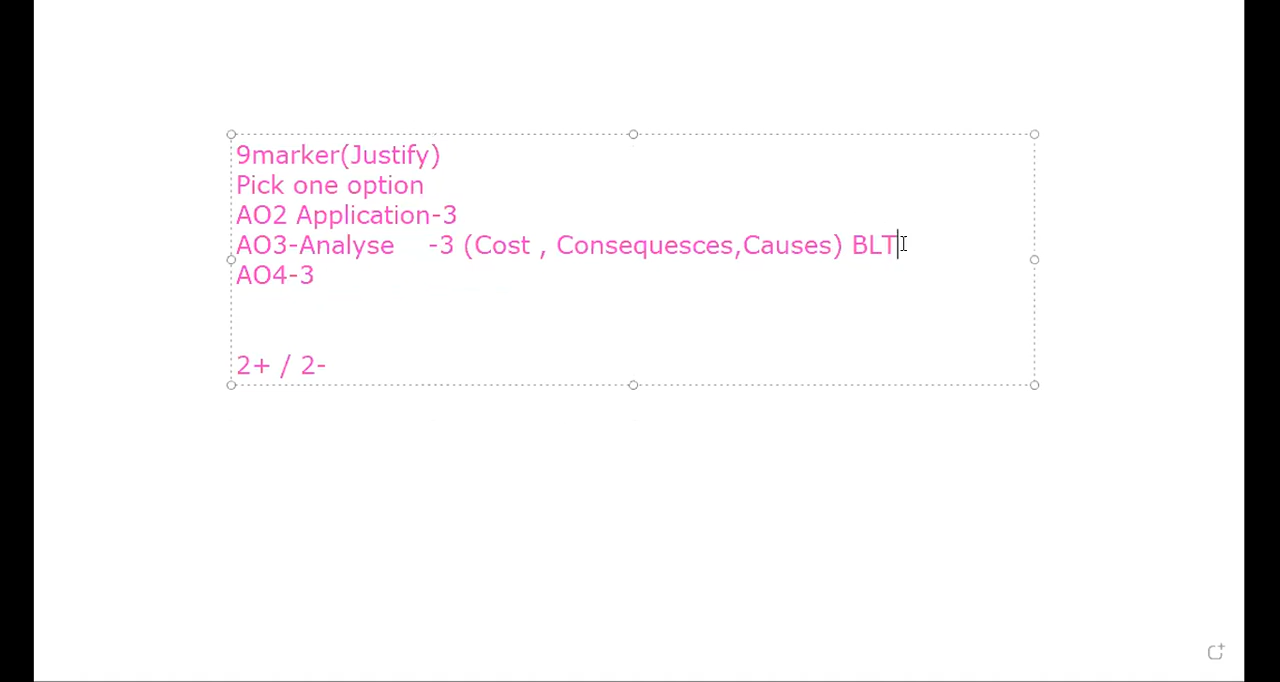 9marker(Justify)
Pick one option
AO2 Application-3
AO3-Analyse -3 (Cost , Consequesces,Causes) BLT
AO4-3
2+ / 2-